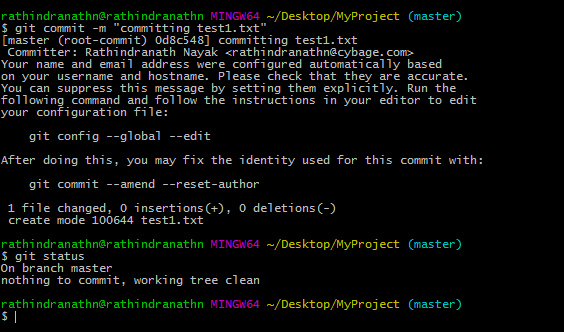 rathindranathn@rathindranathn MINGW64 ~/Desktop/MyProject (master)
$ git commit -m "committing test1.txt"
[master (root-commit) 0d8c548] committing test1.txt
 Committer: Rathindranath Nayak <rathindranathn@cybage.com>
Your name and email address were configured automatically based
on your username and hostname. Please check that they are accurate.
You can suppress this message by setting them explicitly. Run the
following command and follow the instructions in your editor to edit
your configuration file:

    git config --global --edit

After doing this, you may fix the identity used for this commit with:

    git commit --amend --reset-author

 1 file changed, 0 insertions(+), 0 deletions(-)
 create mode 100644 test1.txt

rathindranathn@rathindranathn MINGW64 ~/Desktop/MyProject (master)
$ git status
On branch master
nothing to commit, working tree clean

rathindranathn@rathindranathn MINGW64 ~/Desktop/MyProject (master)
$